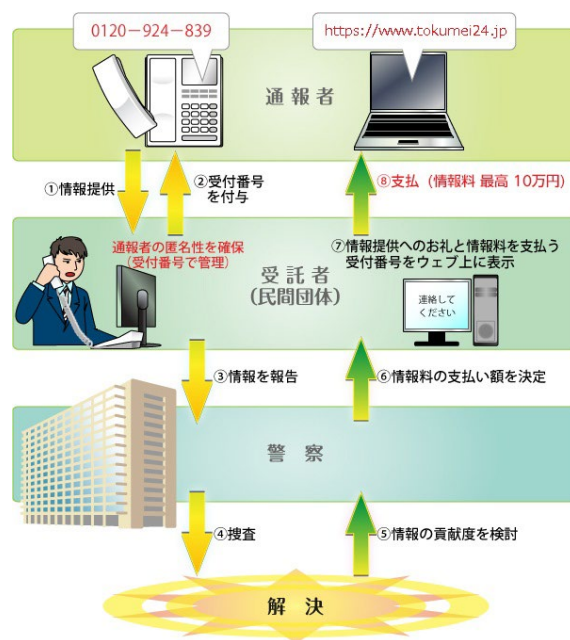 0120－924－839
https://www.tokumei24.jp
通報者
①情報提供
②受付番号
を付与
⑧支払（情報料 最高 10万円）
通報者の匿名性を確保
（受付番号で管理）
受託者
（民間団体）
⑦情報提供へのお礼と情報料を支払う
受付番号をウェブ上に表示
連絡して
ください
③情報を報告
⑥情報料の支払い額を決定
警察
④捜査
⑤情報の貢献度を検討
解決